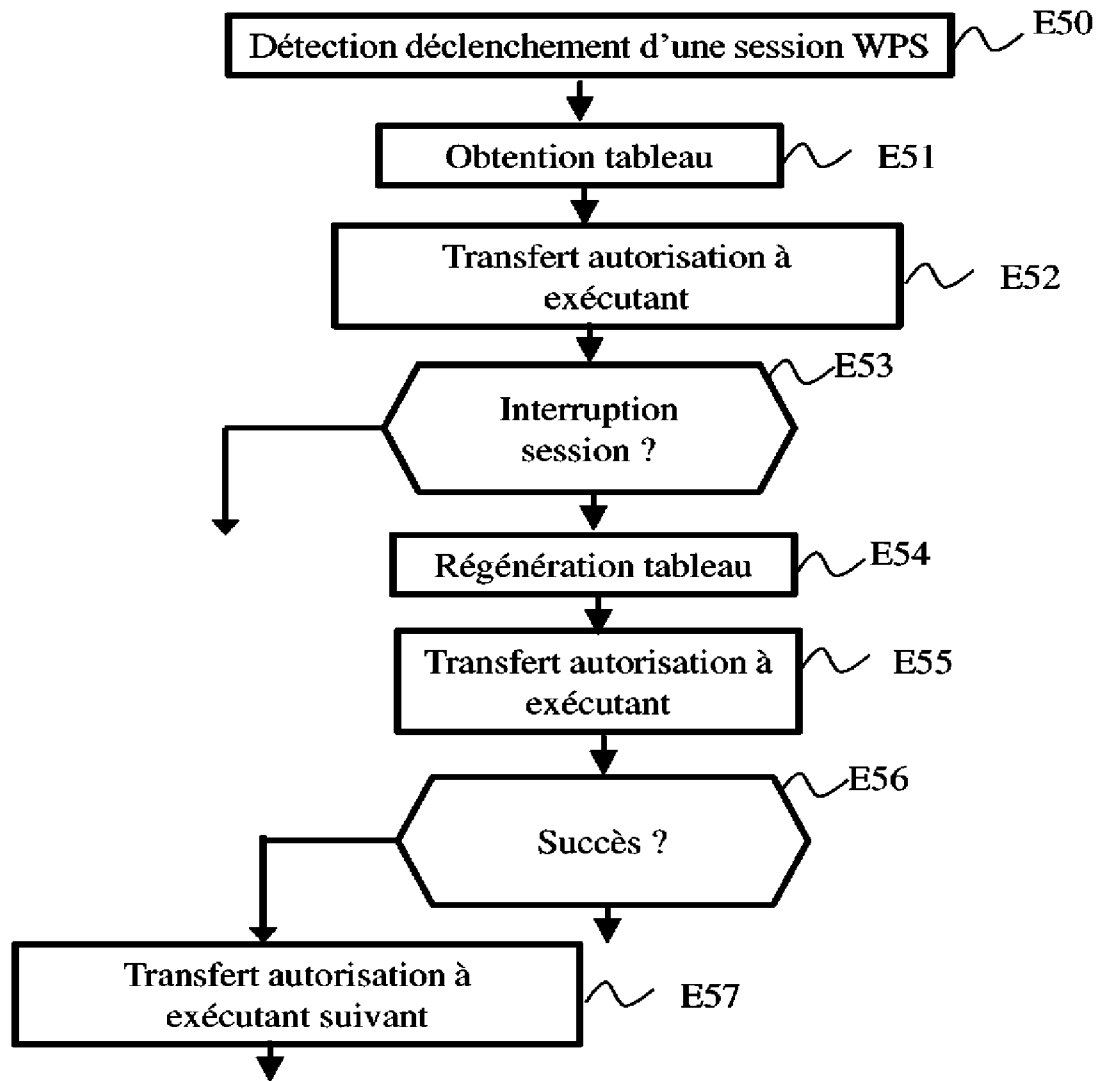 Détection déclenchement d'une session WPS
E50
Obtention tableau
E51
Transfert autorisation à
exécutant
E52
Interruption
session ?
E53
Régénération tableau
E54
Transfert autorisation à
exécutant
E55
Succès ?
E56
Transfert autorisation à
exécutant suivant
E57